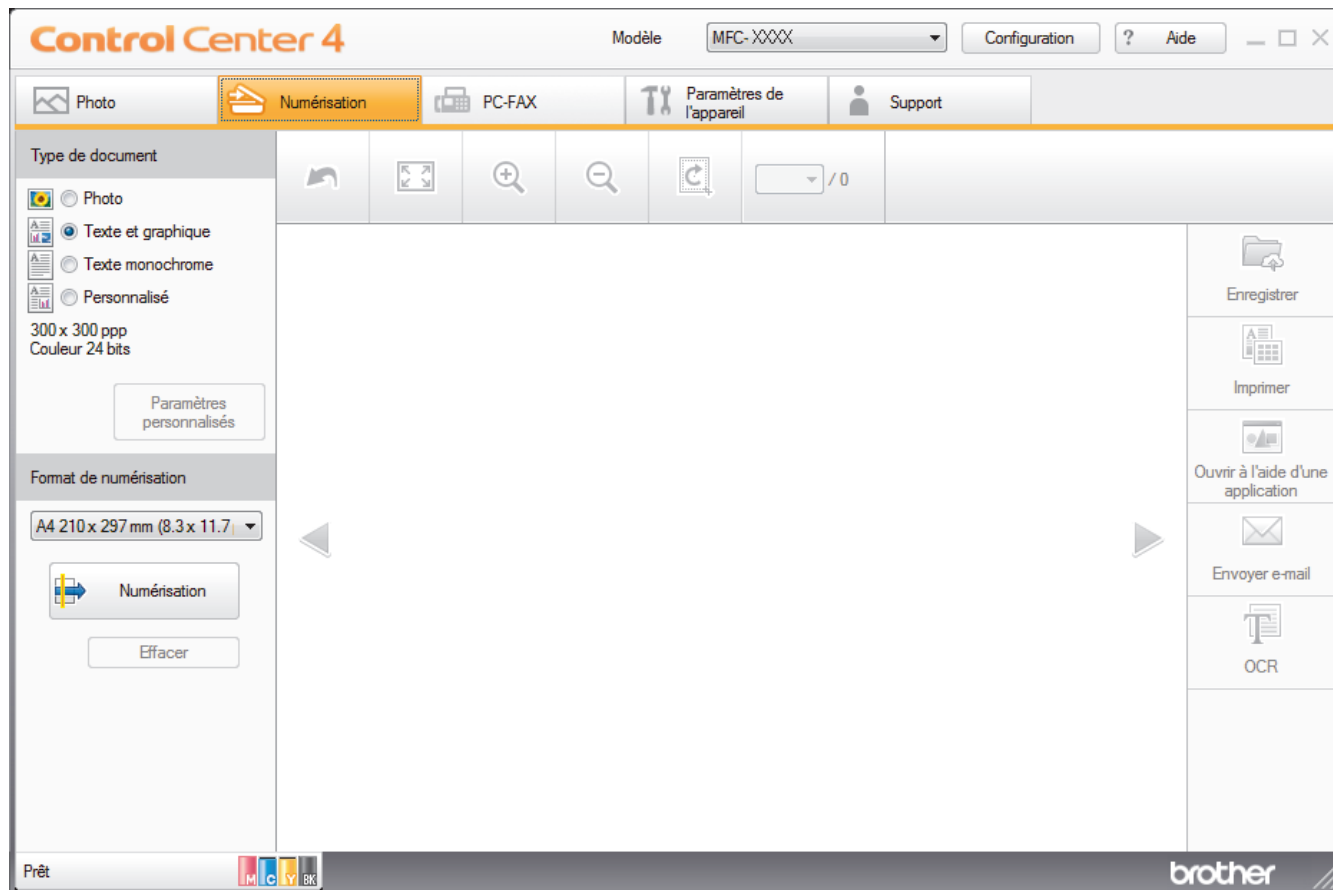 Control Center 4
Modèle
MFC-XXXX
Configuration
? Aide
Photo
Numérisation
PC-FAX
Paramètres de
l'appareil
Support
Type de document
Photo
Texte et graphique
Texte monochrome
Personnalisé
300 x 300 ppp
Couleur 24 bits
Paramètres
personnalisés
Format de numérisation
A4 210 x 297 mm (8.3 x 11.7
Numérisation
Effacer
/ 0
Enregistrer
Imprimer
Ouvrir à l'aide d'une
application
Envoyer e-mail
OCR
Prêt
M C Y BK
brother